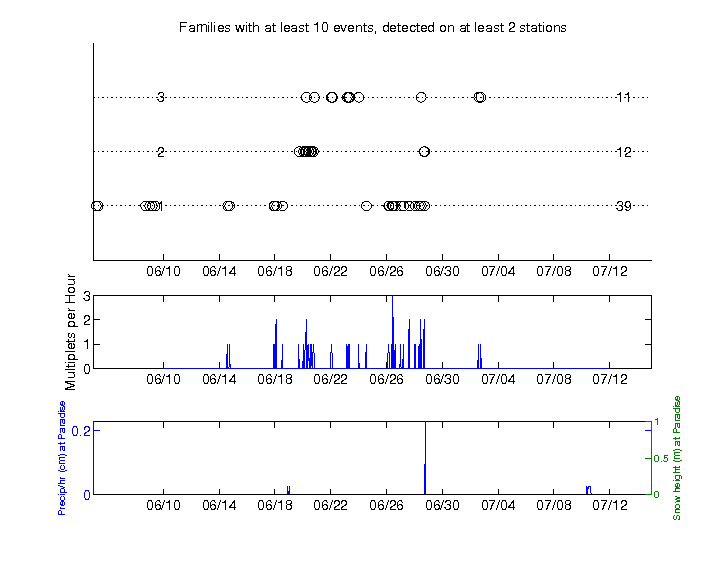 Families with at least 10 events, detected on at least 2 stations
3 11
2 12
1 39
06/10 06/14 06/18 06/22 06/26 06/30 07/04 07/08 07/12
Multiplets per Hour
3
2
1
0
06/10 06/14 06/18 06/22 06/26 06/30 07/04 07/08 07/12
Precip/hr (cm) at Paradise
0.2
0
1
0.5
0
Snow height (m) at Paradise
06/10 06/14 06/18 06/22 06/26 06/30 07/04 07/08 07/12